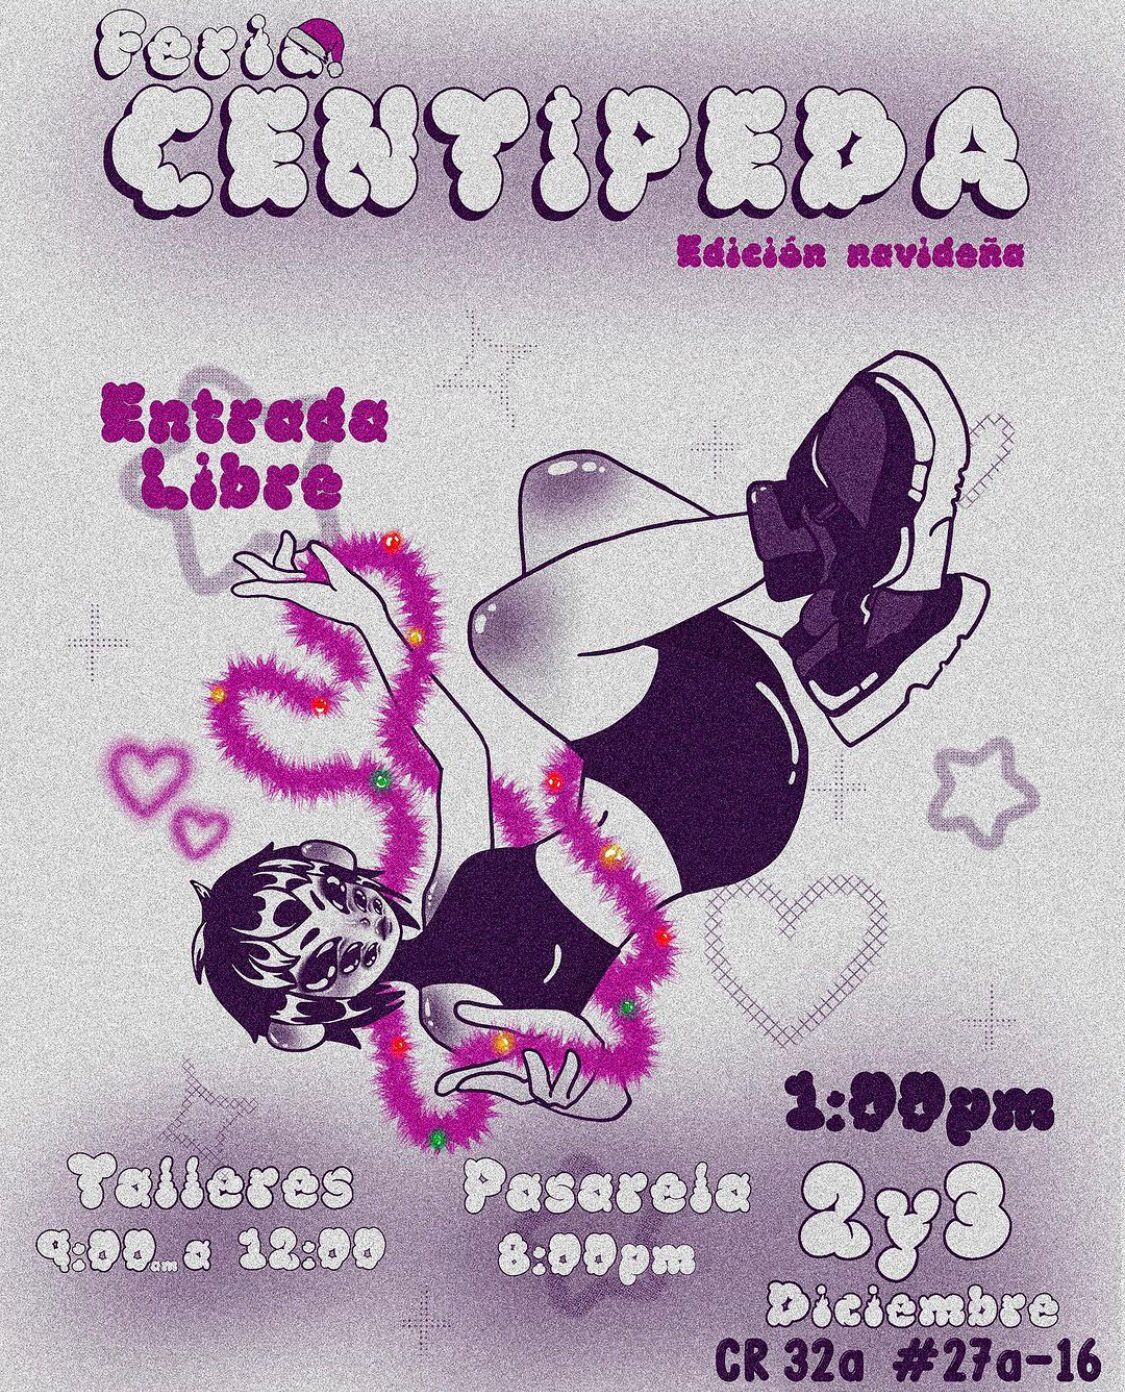 Feria
CENTIPEDA
Edición navideña
Entrada
Libre
1:00pm
Talleres
9:00am a 12:00
Pasarela
8:00pm
2y3
Diciembre
CR 32a #27a-16